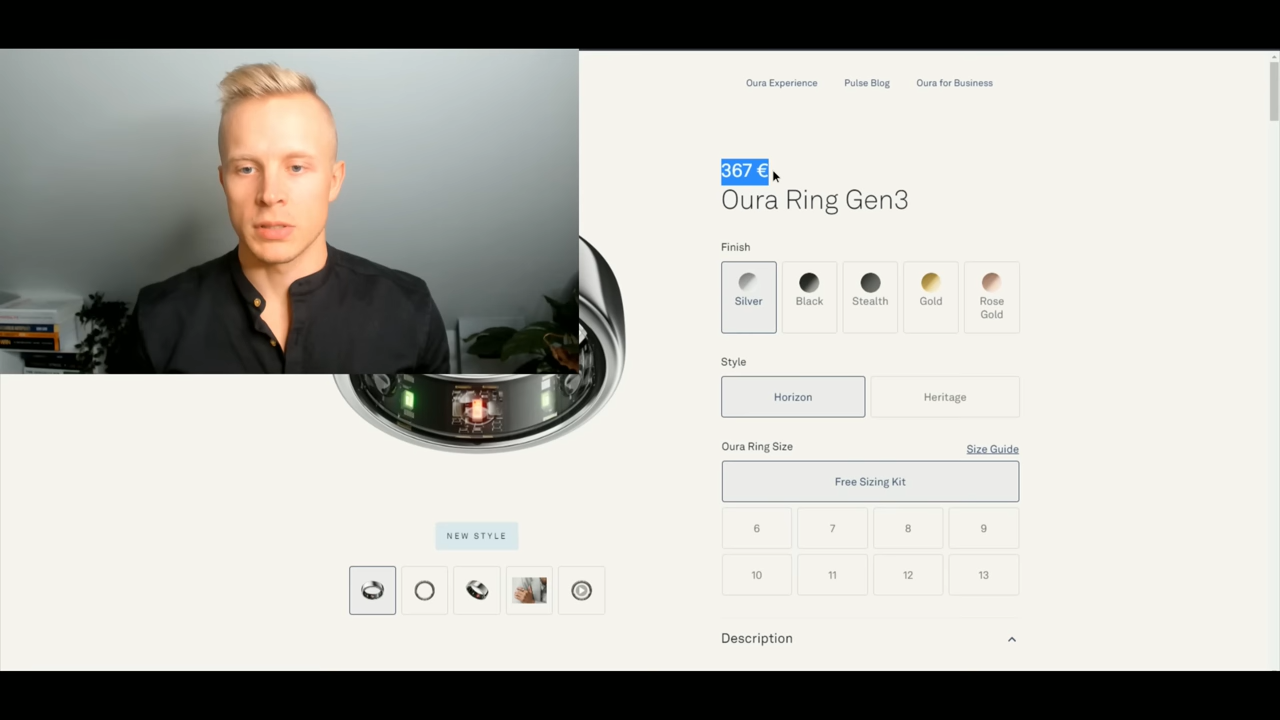 Oura Experience Pulse Blog Oura for Business
367 €
Oura Ring Gen3
Finish
Silver Black Stealth Gold Rose Gold
Style
Horizon Heritage
Oura Ring Size Size Guide
Free Sizing Kit
6 7 8 9
10 11 12 13
NEW STYLE
Description